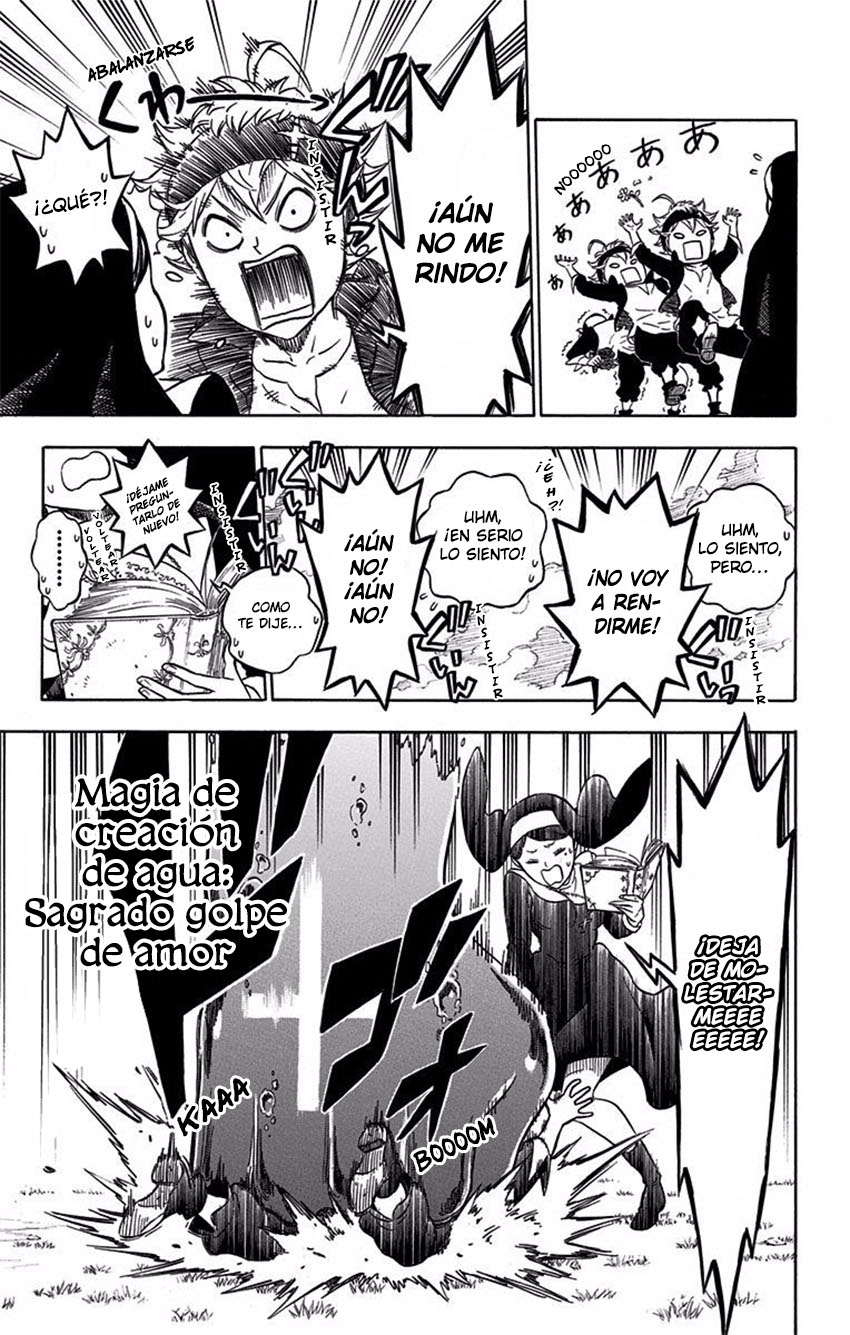 NOOOOOO
ああああああ
¡AÚN
NO ME
RINDO!
INSISTIR
ABALANZARSE
くわっ
¡¿QUÉ?!
UHM,
LO SIENTO,
PERO...
INSISTIR
¡NO VOY
A REN-
DIRME!
¡¿EH?!
UHM,
¡EN SERIO
LO SIENTO!
INSISTIR
¡AÚN
NO!
¡AÚN
NO!
COMO
TE DIJE...
INSISTIR
¡DÉJAME
PREGUN-
TARLO DE
NUEVO!
VOLTEAR
VOLTEAR
¡DEJA
DE MO-
LESTAR-
MEEEE
EEEEE!
Magia de
creación
de agua:
Sagrado golpe
de amor
KAAA
BOOOOM